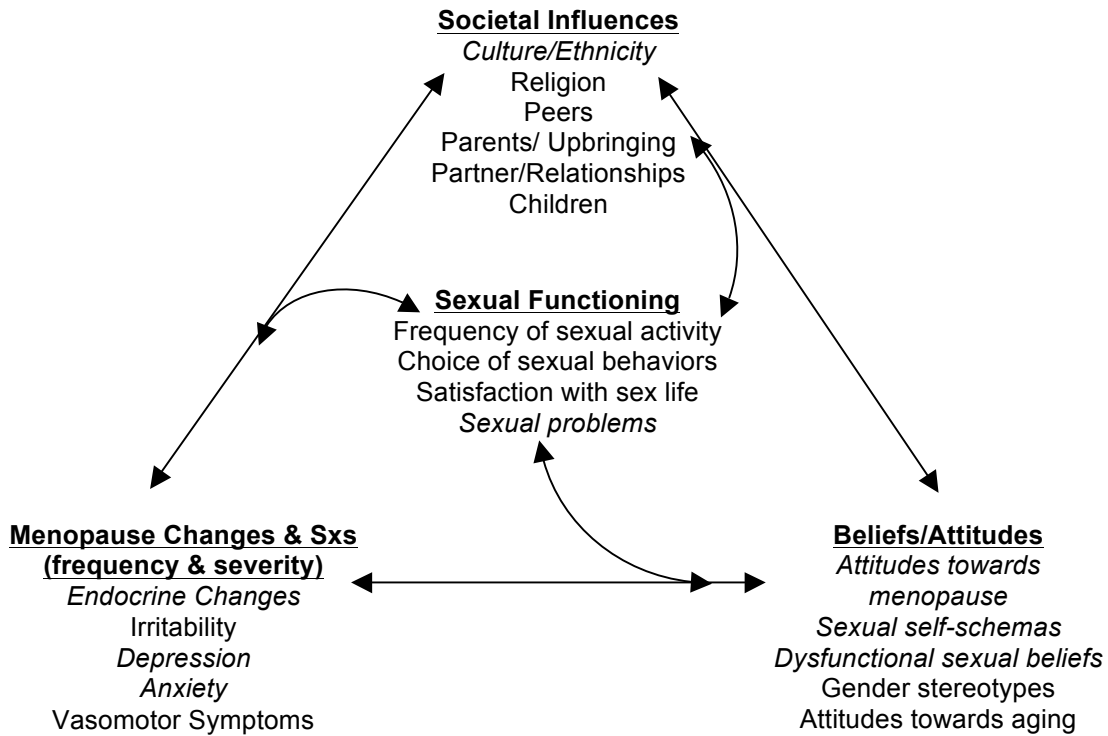 Societal Influences
Culture/Ethnicity
Religion
Peers
Parents/ Upbringing
Partner/Relationships
Children
Sexual Functioning
Frequency of sexual activity
Choice of sexual behaviors
Satisfaction with sex life
Sexual problems
Menopause Changes & Sxs
(frequency & severity)
Endocrine Changes
Irritability
Depression
Anxiety
Vasomotor Symptoms
Beliefs/Attitudes
Attitudes towards
menopause
Sexual self-schemas
Dysfunctional sexual beliefs
Gender stereotypes
Attitudes towards aging